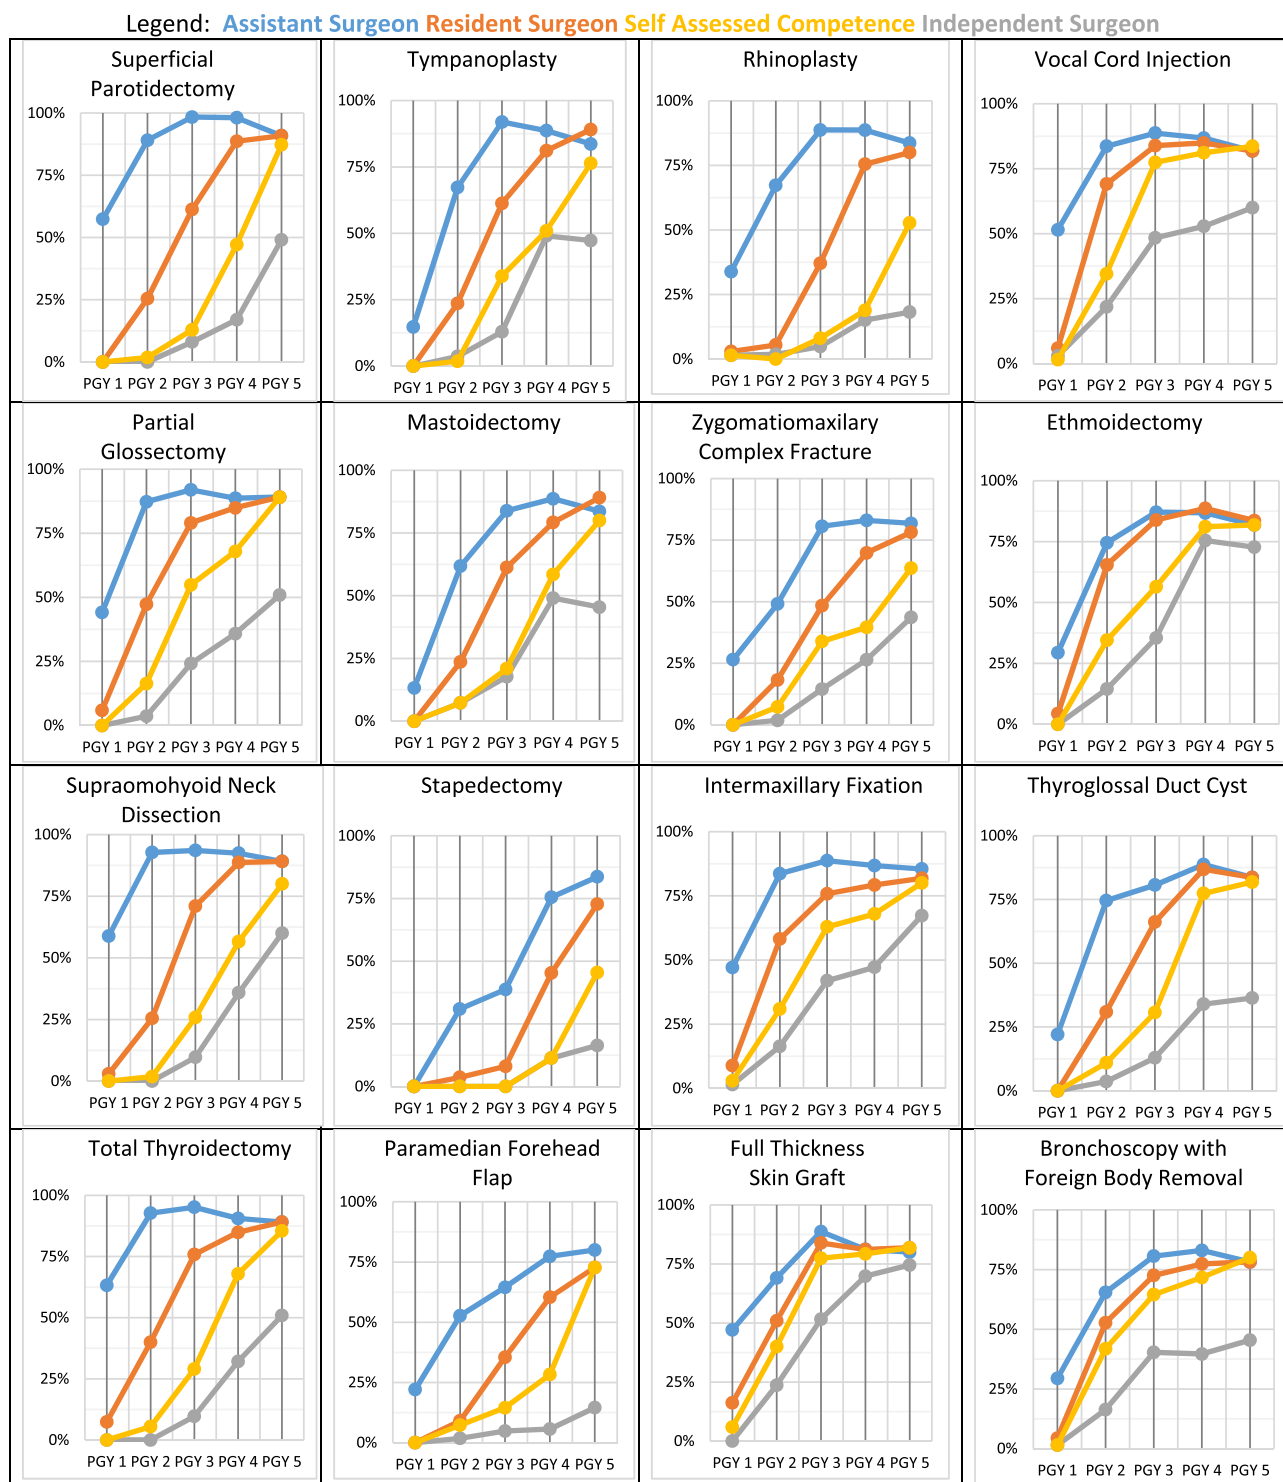 Legend: Assistant Surgeon Resident Surgeon Self Assessed Competence Independent Surgeon
Superficial
Parotidectomy
100%
75%
50%
25%
0%
PGY 1 PGY 2 PGY 3 PGY 4 PGY 5
Tympanoplasty
100%
75%
50%
25%
0%
PGY 1 PGY 2 PGY 3 PGY 4 PGY 5
Rhinoplasty
100%
75%
50%
25%
0%
PGY 1 PGY 2 PGY 3 PGY 4 PGY 5
Vocal Cord Injection
100%
75%
50%
25%
0%
PGY 1 PGY 2 PGY 3 PGY 4 PGY 5
Partial
Glossectomy
100%
75%
50%
25%
0%
PGY 1 PGY 2 PGY 3 PGY 4 PGY 5
Mastoidectomy
100%
75%
50%
25%
0%
PGY 1 PGY 2 PGY 3 PGY 4 PGY 5
Zygomatiomaxilary
Complex Fracture
100%
75%
50%
25%
0%
PGY 1 PGY 2 PGY 3 PGY 4 PGY 5
Ethmoidectomy
100%
75%
50%
25%
0%
PGY 1 PGY 2 PGY 3 PGY 4 PGY 5
Supraomohyoid Neck
Dissection
100%
75%
50%
25%
0%
PGY 1 PGY 2 PGY 3 PGY 4 PGY 5
Stapedectomy
100%
75%
50%
25%
0%
PGY 1 PGY 2 PGY 3 PGY 4 PGY 5
Intermaxillary Fixation
100%
75%
50%
25%
0%
PGY 1 PGY 2 PGY 3 PGY 4 PGY 5
Thyroglossal Duct Cyst
100%
75%
50%
25%
0%
PGY 1 PGY 2 PGY 3 PGY 4 PGY 5
Total Thyroidectomy
100%
75%
50%
25%
0%
PGY 1 PGY 2 PGY 3 PGY 4 PGY 5
Paramedian Forehead
Flap
100%
75%
50%
25%
0%
PGY 1 PGY 2 PGY 3 PGY 4 PGY 5
Full Thickness
Skin Graft
100%
75%
50%
25%
0%
PGY 1 PGY 2 PGY 3 PGY 4 PGY 5
Bronchoscopy with
Foreign Body Removal
100%
75%
50%
25%
0%
PGY 1 PGY 2 PGY 3 PGY 4 PGY 5